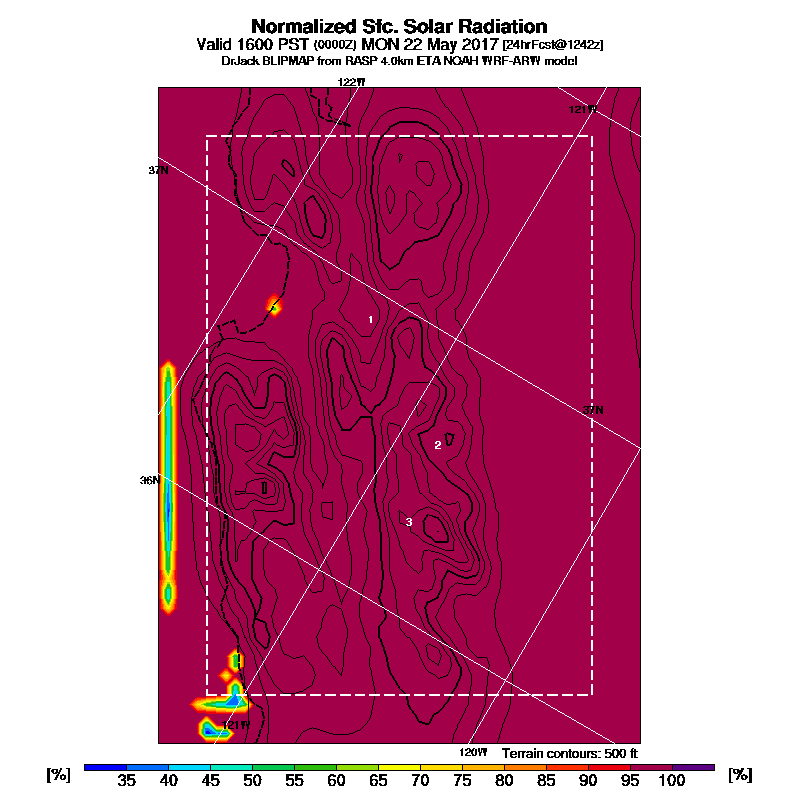 Normalized Sfc. Solar Radiation
Valid 1600 PST (0000Z) MON 22 May 2017 [24hrFcst@1242z]
DrJack BLIPMAP from RASP 4.0km ETA NOAH WRF-ARW model
122W
121W
37N
1
37N
2
36N
3
121W
120W
Terrain contours: 500 ft
[%] 35 40 45 50 55 60 65 70 75 80 85 90 95 100 [%]